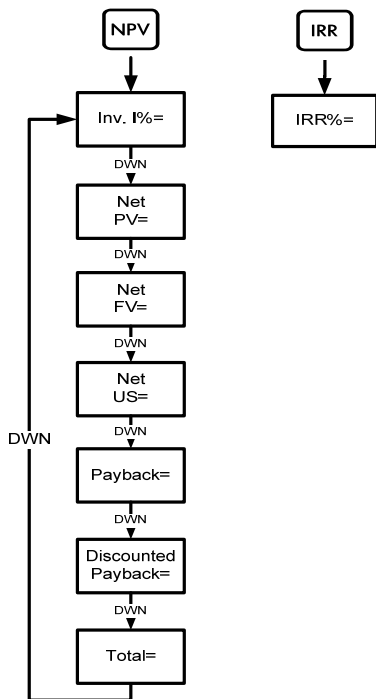 NPV
IRR
Inv. I%=
IRR%=
DWN
Net
PV=
DWN
Net
FV=
DWN
Net
US=
DWN
DWN
Payback=
DWN
Discounted
Payback=
DWN
Total=